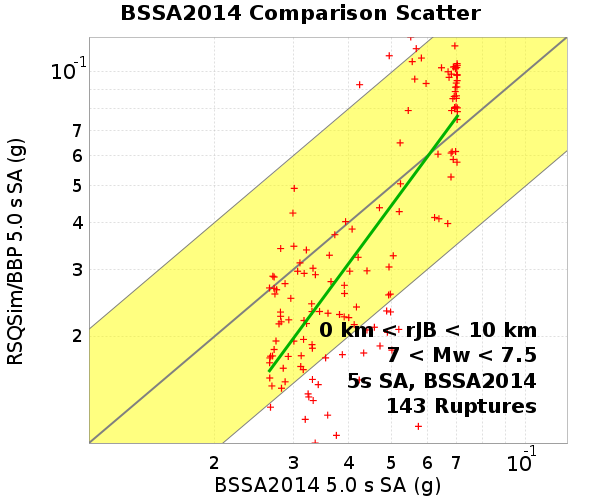 BSSA2014 Comparison Scatter
RSQSim/BBP 5.0 s SA (g)
10⁻¹
7
6
5
4
3
2
0 km < rJB < 10 km
7 < Mw < 7.5
5s SA, BSSA2014
143 Ruptures
2 3 4 5 6 7 10⁻¹
BSSA2014 5.0 s SA (g)